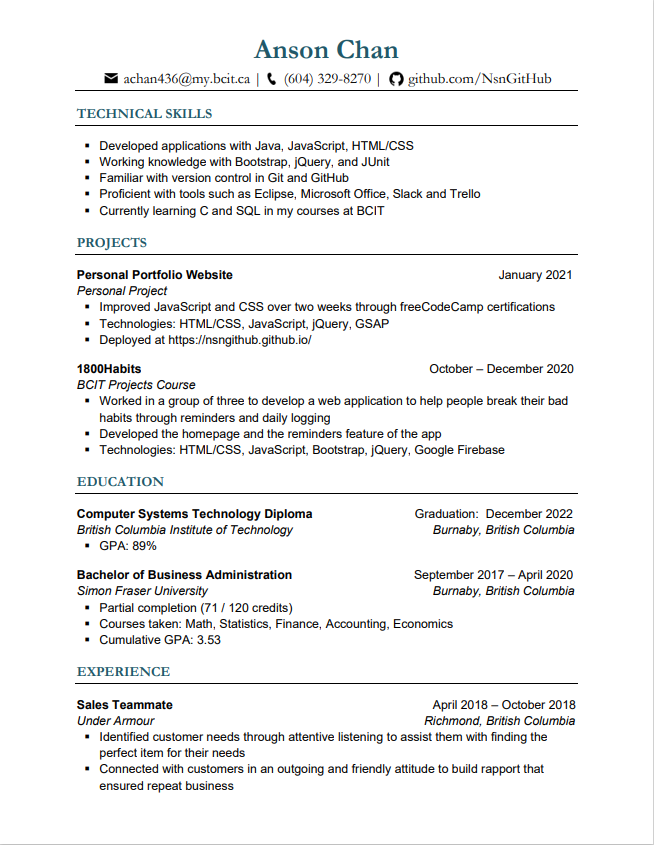 Anson Chan
achan436@my.bcit.ca | (604) 329-8270 | github.com/NsnGitHub
TECHNICAL SKILLS
▪ Developed applications with Java, JavaScript, HTML/CSS
▪ Working knowledge with Bootstrap, jQuery, and JUnit
▪ Familiar with version control in Git and GitHub
▪ Proficient with tools such as Eclipse, Microsoft Office, Slack and Trello
▪ Currently learning C and SQL in my courses at BCIT
PROJECTS
Personal Portfolio Website January 2021
Personal Project
▪ Improved JavaScript and CSS over two weeks through freeCodeCamp certifications
▪ Technologies: HTML/CSS, JavaScript, jQuery, GSAP
▪ Deployed at https://nsngithub.github.io/
1800Habits October – December 2020
BCIT Projects Course
▪ Worked in a group of three to develop a web application to help people break their bad
habits through reminders and daily logging
▪ Developed the homepage and the reminders feature of the app
▪ Technologies: HTML/CSS, JavaScript, Bootstrap, jQuery, Google Firebase
EDUCATION
Computer Systems Technology Diploma Graduation: December 2022
British Columbia Institute of Technology Burnaby, British Columbia
▪ GPA: 89%
Bachelor of Business Administration September 2017 – April 2020
Simon Fraser University Burnaby, British Columbia
▪ Partial completion (71 / 120 credits)
▪ Courses taken: Math, Statistics, Finance, Accounting, Economics
▪ Cumulative GPA: 3.53
EXPERIENCE
Sales Teammate April 2018 – October 2018
Under Armour Richmond, British Columbia
▪ Identified customer needs through attentive listening to assist them with finding the
perfect item for their needs
▪ Connected with customers in an outgoing and friendly attitude to build rapport that
ensured repeat business